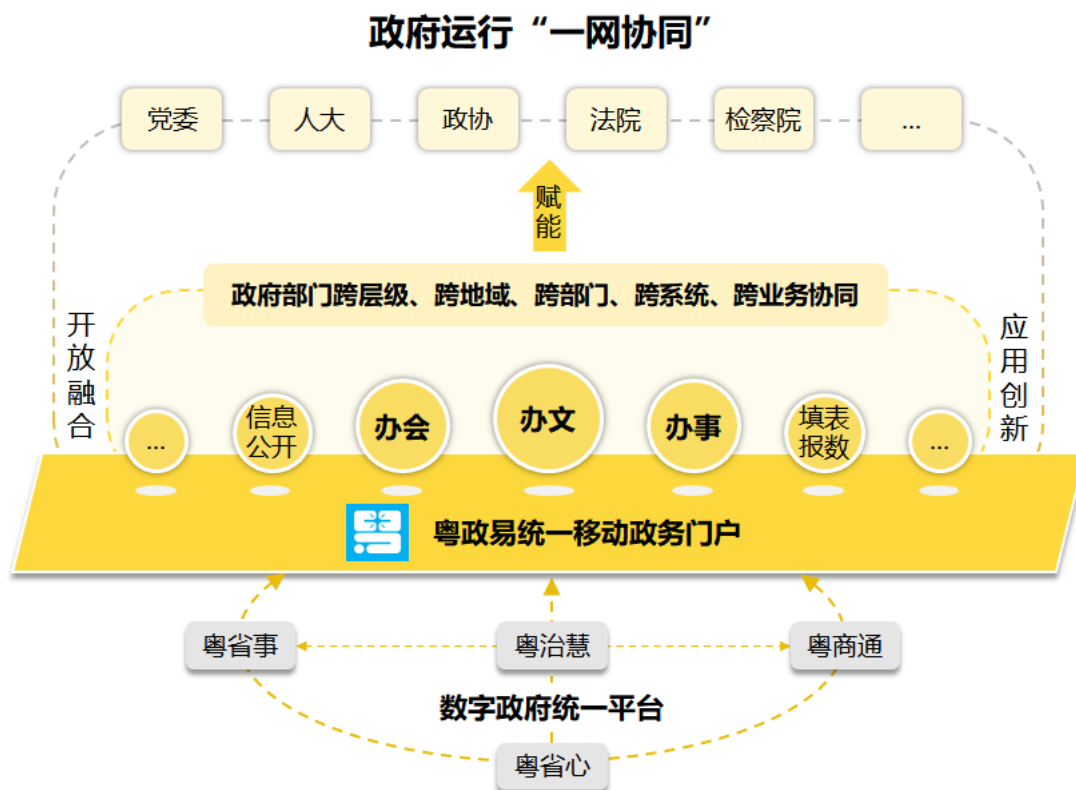 政府运行“一网协同”
党委
人大
政协
法院
检察院
...
赋
能
政府部门跨层级、跨地域、跨部门、跨系统、跨业务协同
开
放
融
合
应
用
创
新
...
信息
公开
办会
办文
办事
填表
报数
...
粤政易统一移动政务门户
粤省事
粤治慧
粤商通
数字政府统一平台
粤省心